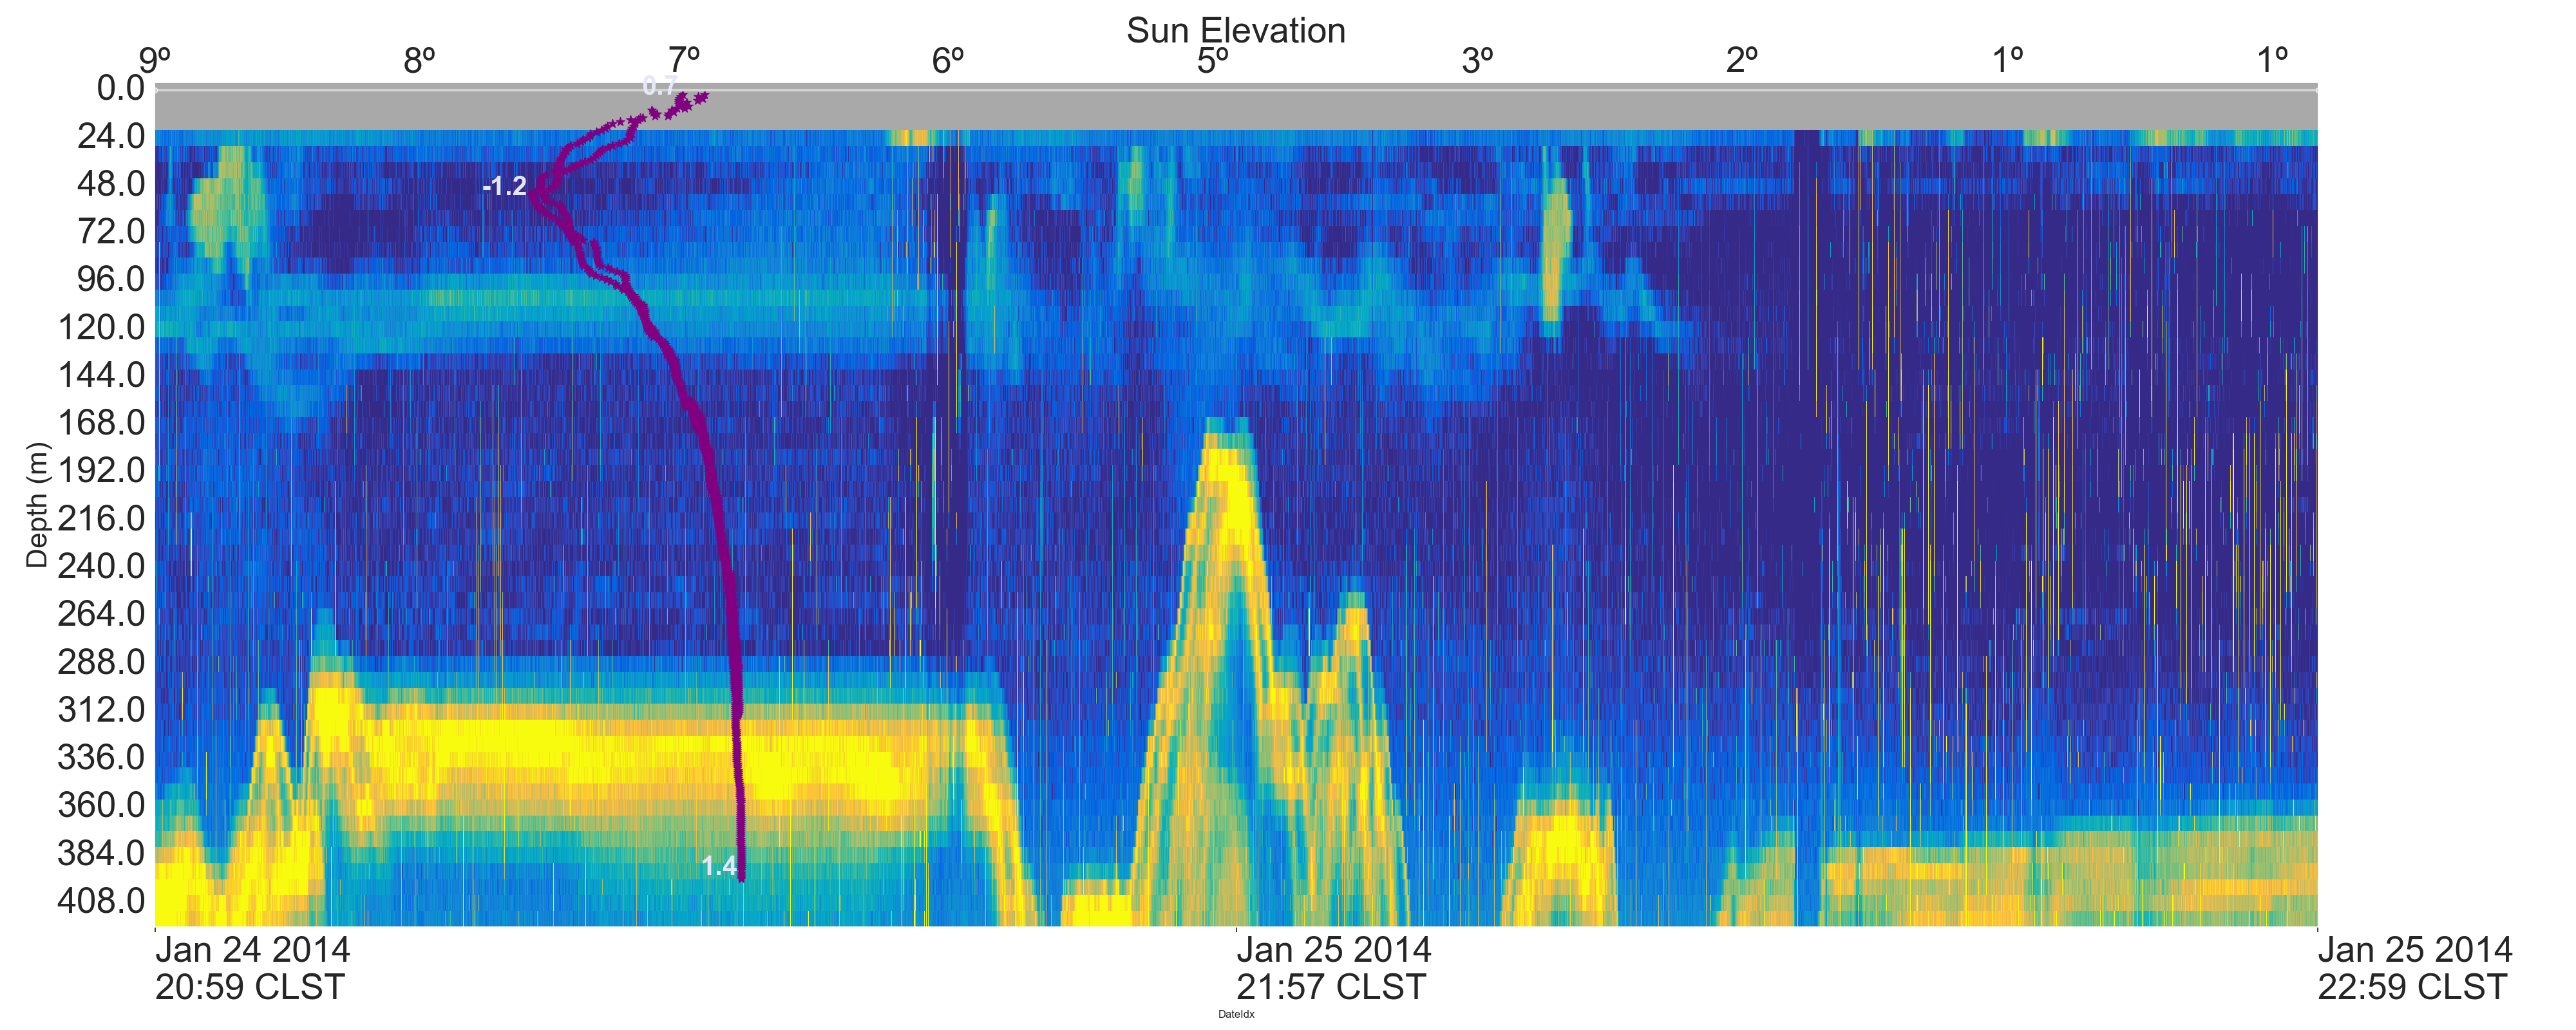 Sun Elevation
9º 8º 7º 6º 5º 3º 2º 1º 1º
0.7
0.0
24.0
-1.2
48.0
72.0
96.0
120.0
144.0
168.0
Depth (m)
192.0
216.0
240.0
264.0
288.0
312.0
336.0
360.0
384.0
1.4
408.0
Jan 24 2014
20:59 CLST
Jan 25 2014
21:57 CLST
Jan 25 2014
22:59 CLST
DateIdx